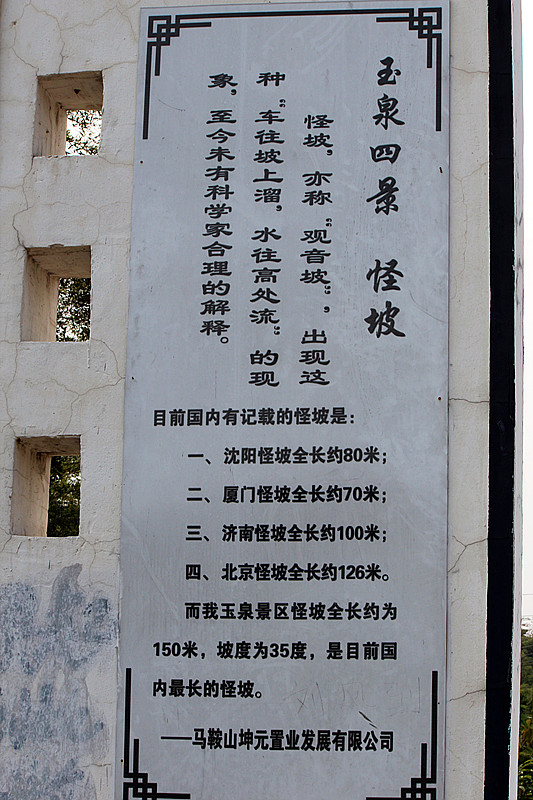 玉泉四景 怪坡
怪坡，亦称“观音坡”，出现这
种“车往坡上溜，水往高处流”的现
象，至今未有科学家合理的解释。
目前国内有记载的怪坡是：
一、沈阳怪坡全长约80米；
二、厦门怪坡全长约70米；
三、济南怪坡全长约100米；
四、北京怪坡全长约126米。
而我玉泉景区怪坡全长约为
150米，坡度为35度，是目前国
内最长的怪坡。
——马鞍山坤元置业发展有限公司